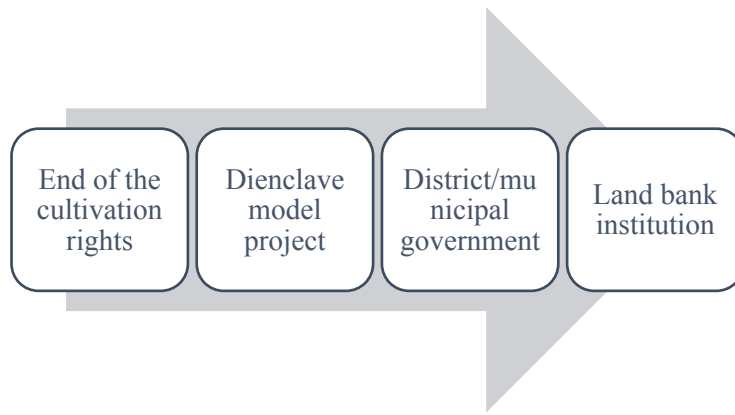 End of the
cultivation
rights
Dienclave
model
project
District/mu
nicipal
government
Land bank
institution